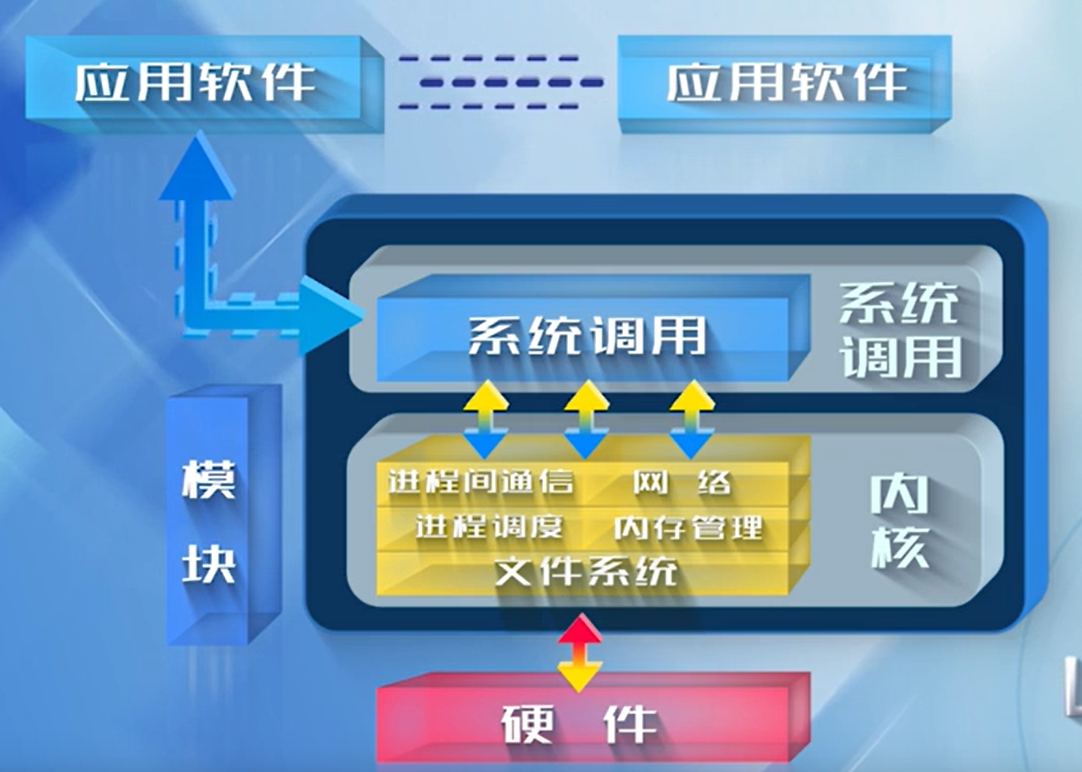 应用软件
应用软件
系统调用
系统
调用
模
块
进程间通信 网络
进程调度 内存管理
文件系统
内
核
硬件